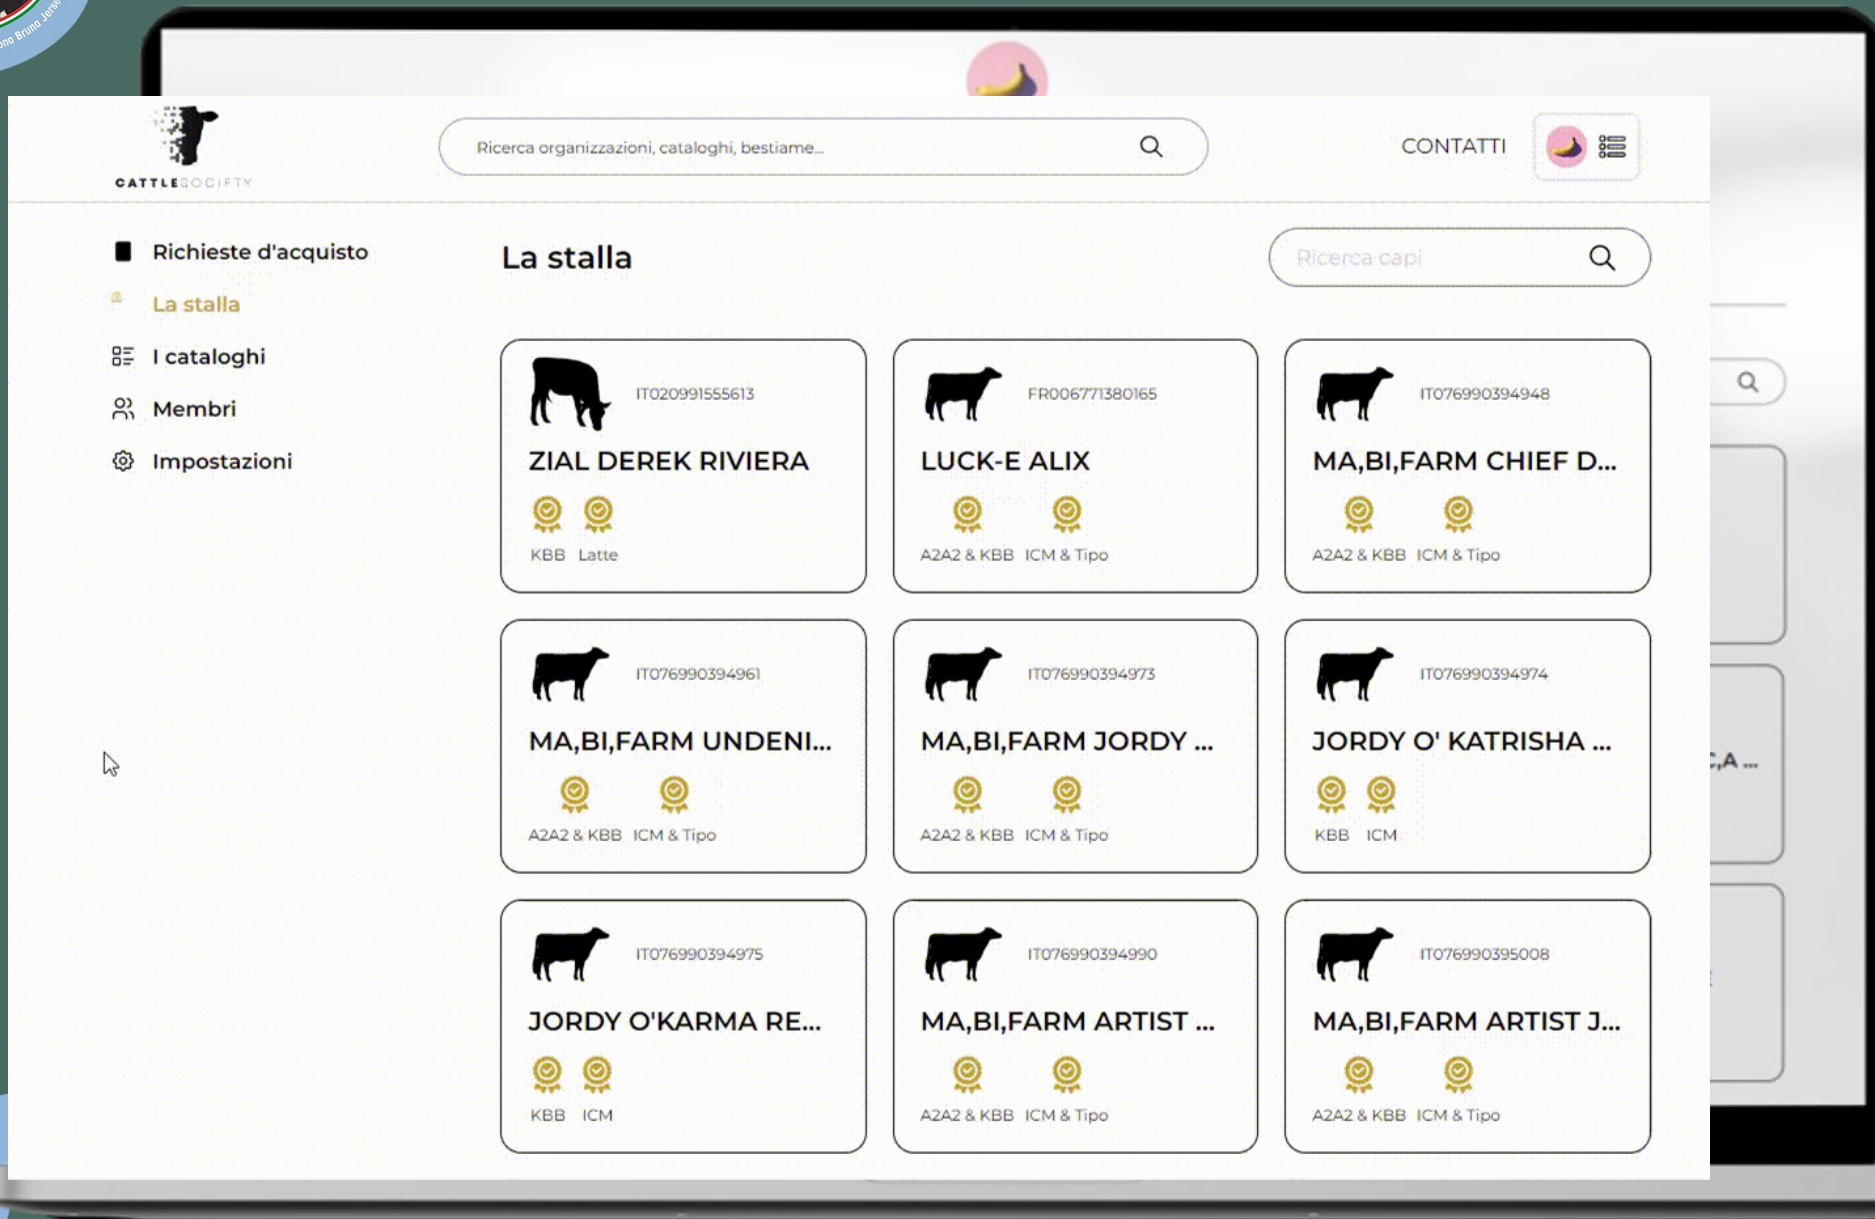 ona Bruna Jerse
CATTLESOCIETY
Ricerca organizzazioni, cataloghi, bestiame...
CONTATTI
Richieste d'acquisto
La stalla
I cataloghi
Membri
Impostazioni
La stalla
Ricerca capi
IT020991555613
ZIAL DEREK RIVIERA
KBB Latte
FR006771380165
LUCK-E ALIX
A2A2 & KBB ICM & Tipo
IT076990394948
MA,BI,FARM CHIEF D...
A2A2 & KBB ICM & Tipo
IT076990394961
MA,BI,FARM UNDENI...
A2A2 & KBB ICM & Tipo
IT076990394973
MA,BI,FARM JORDY ...
A2A2 & KBB ICM & Tipo
IT076990394974
JORDY O' KATRISHA ...
KBB ICM
IT076990394975
JORDY O'KARMA RE...
KBB ICM
IT076990394990
MA,BI,FARM ARTIST ...
A2A2 & KBB ICM & Tipo
IT076990395008
MA,BI,FARM ARTIST J...
A2A2 & KBB ICM & Tipo
,A ...